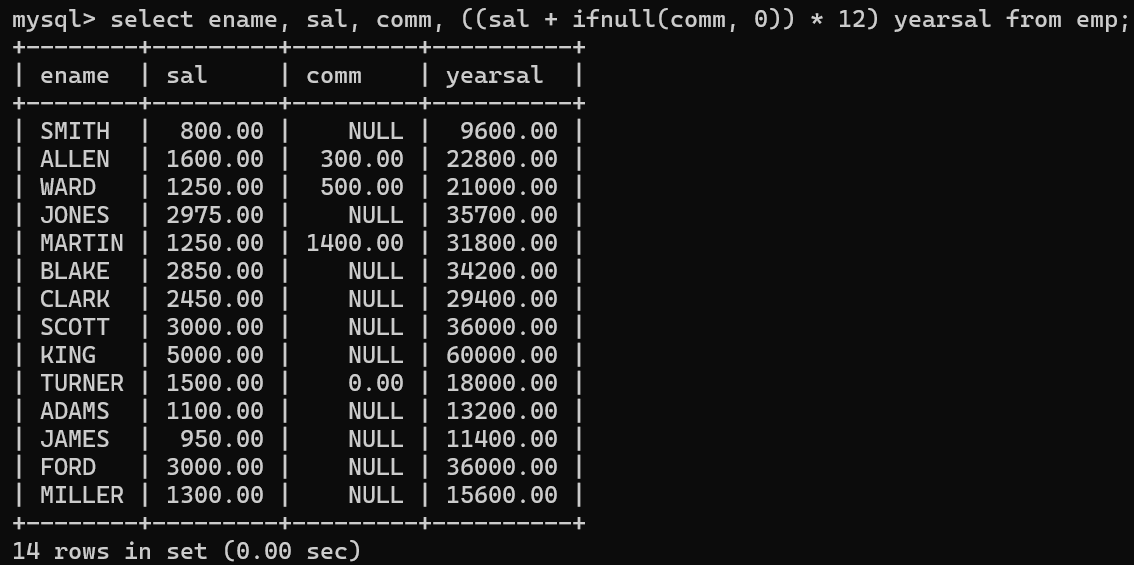 mysql> select ename, sal, comm, ((sal + ifnull(comm, 0)) * 12) yearsal from emp;
+--------+---------+---------+----------+
| ename  | sal     | comm    | yearsal  |
+--------+---------+---------+----------+
| SMITH  |  800.00 |    NULL |  9600.00 |
| ALLEN  | 1600.00 |  300.00 | 22800.00 |
| WARD   | 1250.00 |  500.00 | 21000.00 |
| JONES  | 2975.00 |    NULL | 35700.00 |
| MARTIN | 1250.00 | 1400.00 | 31800.00 |
| BLAKE  | 2850.00 |    NULL | 34200.00 |
| CLARK  | 2450.00 |    NULL | 29400.00 |
| SCOTT  | 3000.00 |    NULL | 36000.00 |
| KING   | 5000.00 |    NULL | 60000.00 |
| TURNER | 1500.00 |    0.00 | 18000.00 |
| ADAMS  | 1100.00 |    NULL | 13200.00 |
| JAMES  |  950.00 |    NULL | 11400.00 |
| FORD   | 3000.00 |    NULL | 36000.00 |
| MILLER | 1300.00 |    NULL | 15600.00 |
+--------+---------+---------+----------+
14 rows in set (0.00 sec)